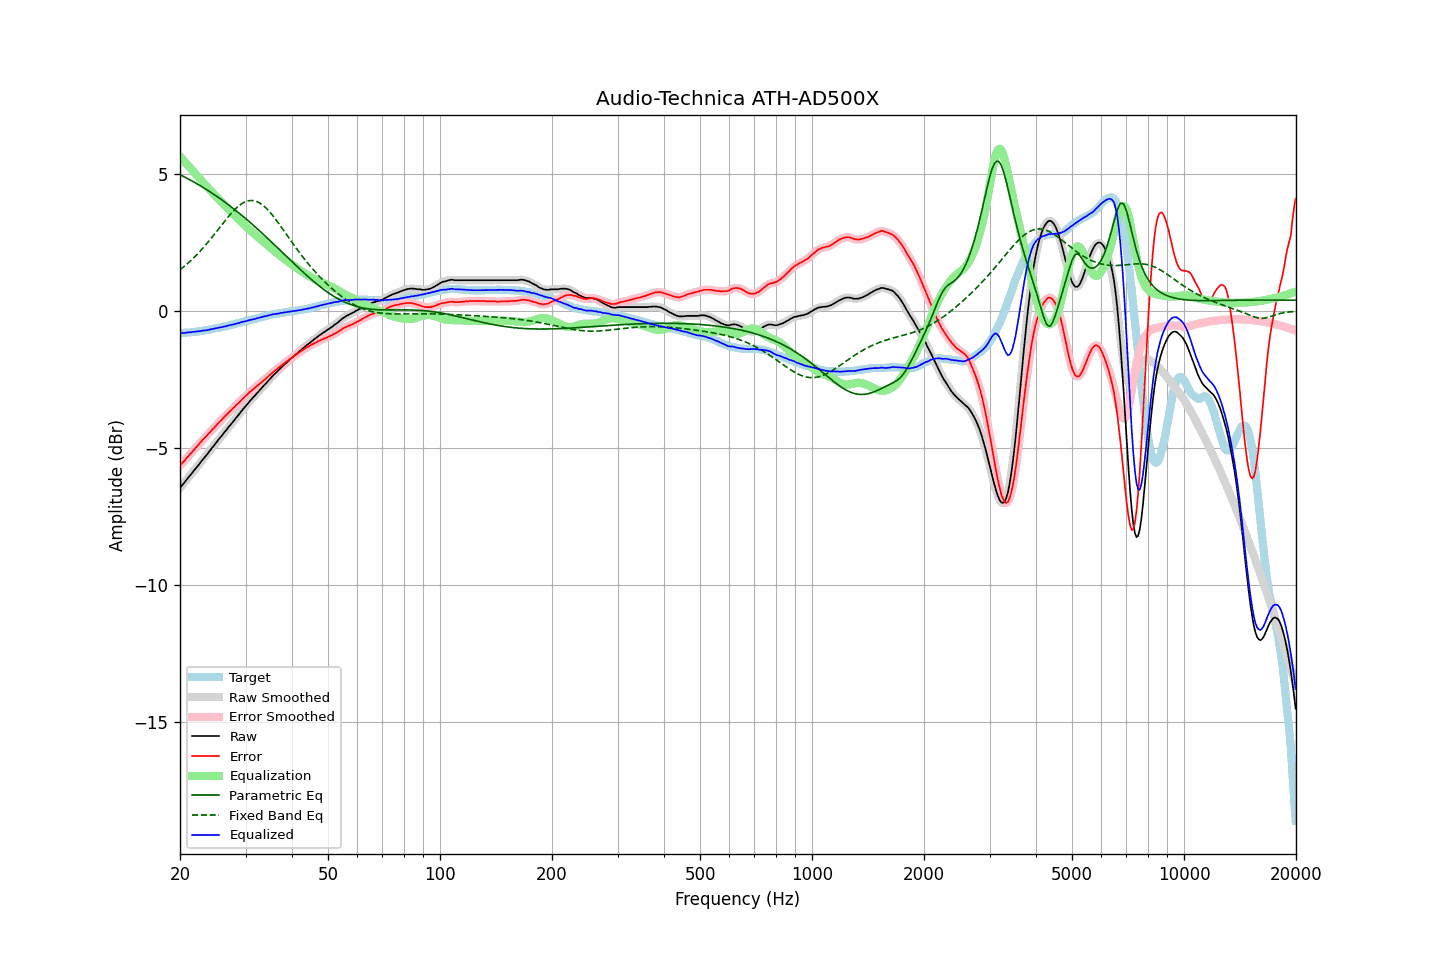 Audio-Technica ATH-AD500X
Amplitude (dBr)
5
0
−5
−10
−15
Target
Raw Smoothed
Error Smoothed
Raw
Error
Equalization
Parametric Eq
Fixed Band Eq
Equalized
20 50 100 200 500 1000 2000 5000 10000 20000
Frequency (Hz)